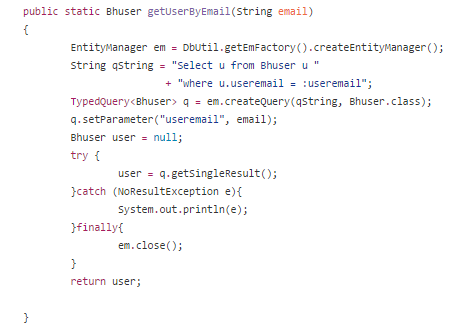 public static Bhuser getUserByEmail(String email)
{
EntityManager em = DbUtil.getEmFactory().createEntityManager();
String qString = "Select u from Bhuser u "
+ "where u.useremail = :useremail";
TypedQuery<Bhuser> q = em.createQuery(qString, Bhuser.class);
q.setParameter("useremail", email);
Bhuser user = null;
try {
user = q.getSingleResult();
}catch (NoResultException e){
System.out.println(e);
}finally{
em.close();
}
return user;
}